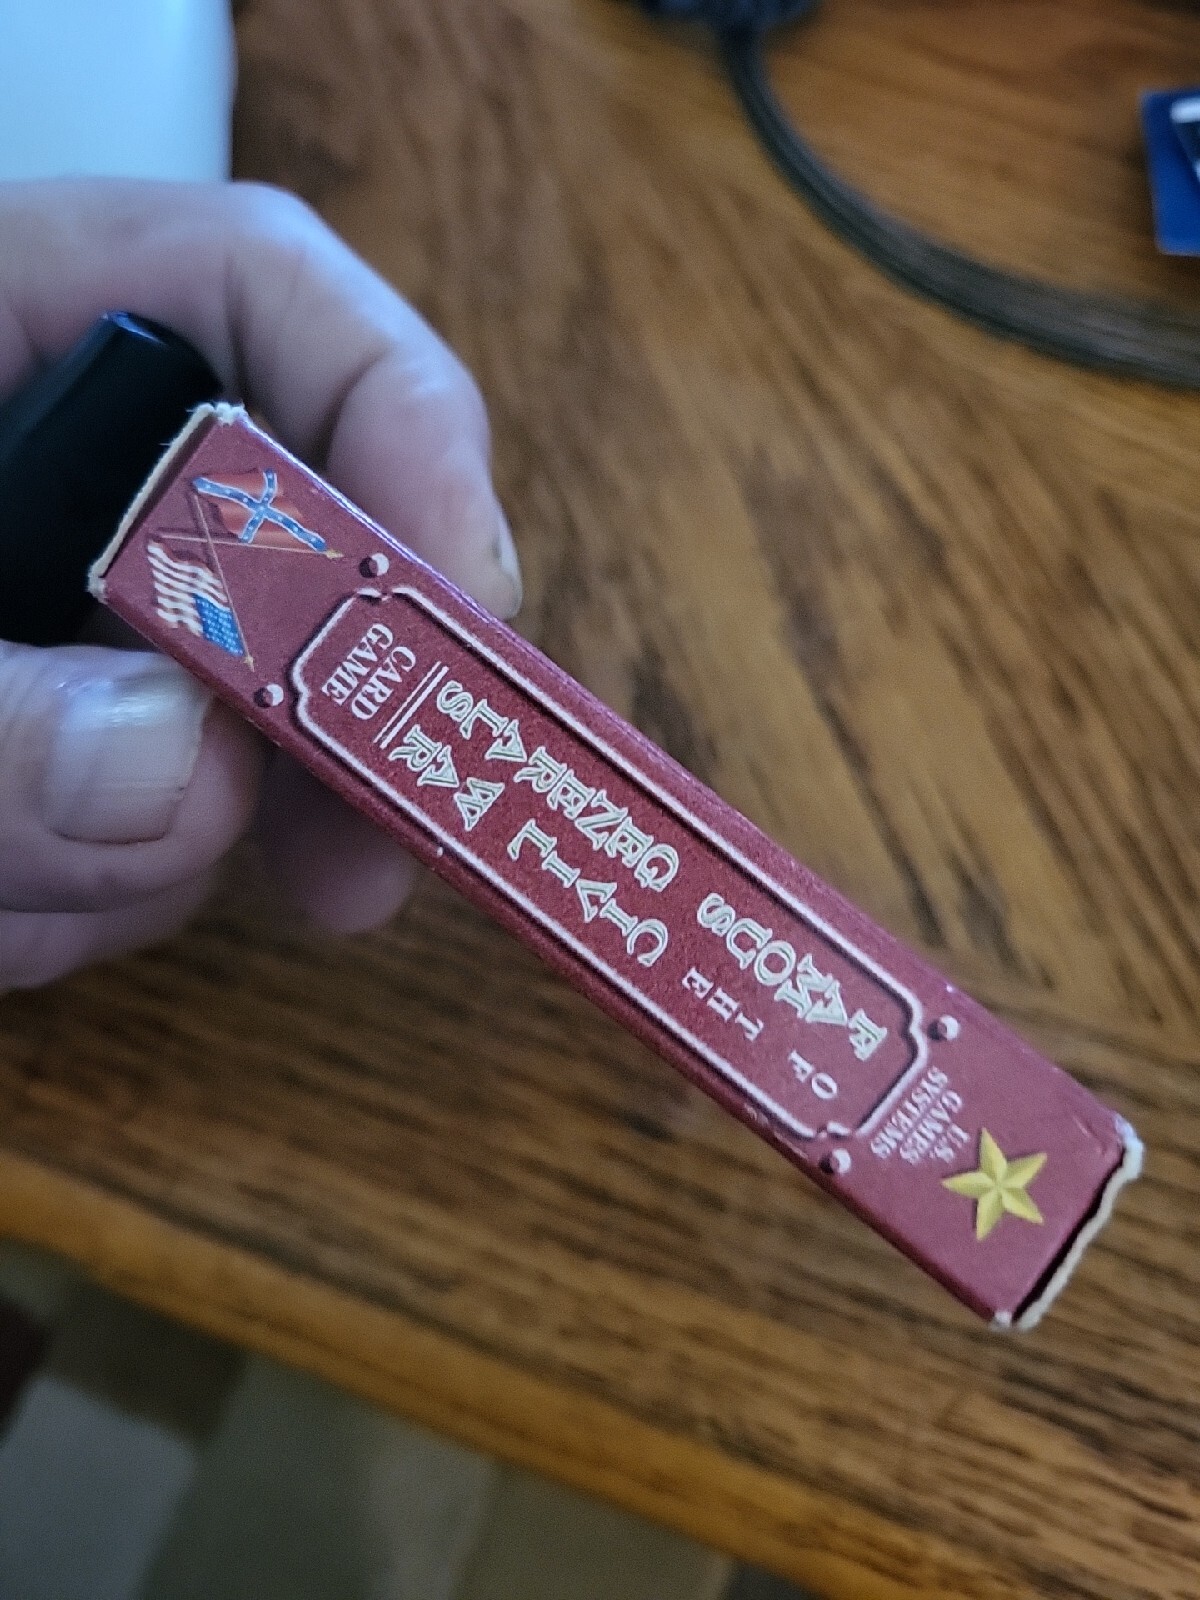 U.S.
GAMES
SYSTEMS
FAMOUS GENERALS
OF THE CIVIL WAR
CARD
GAME